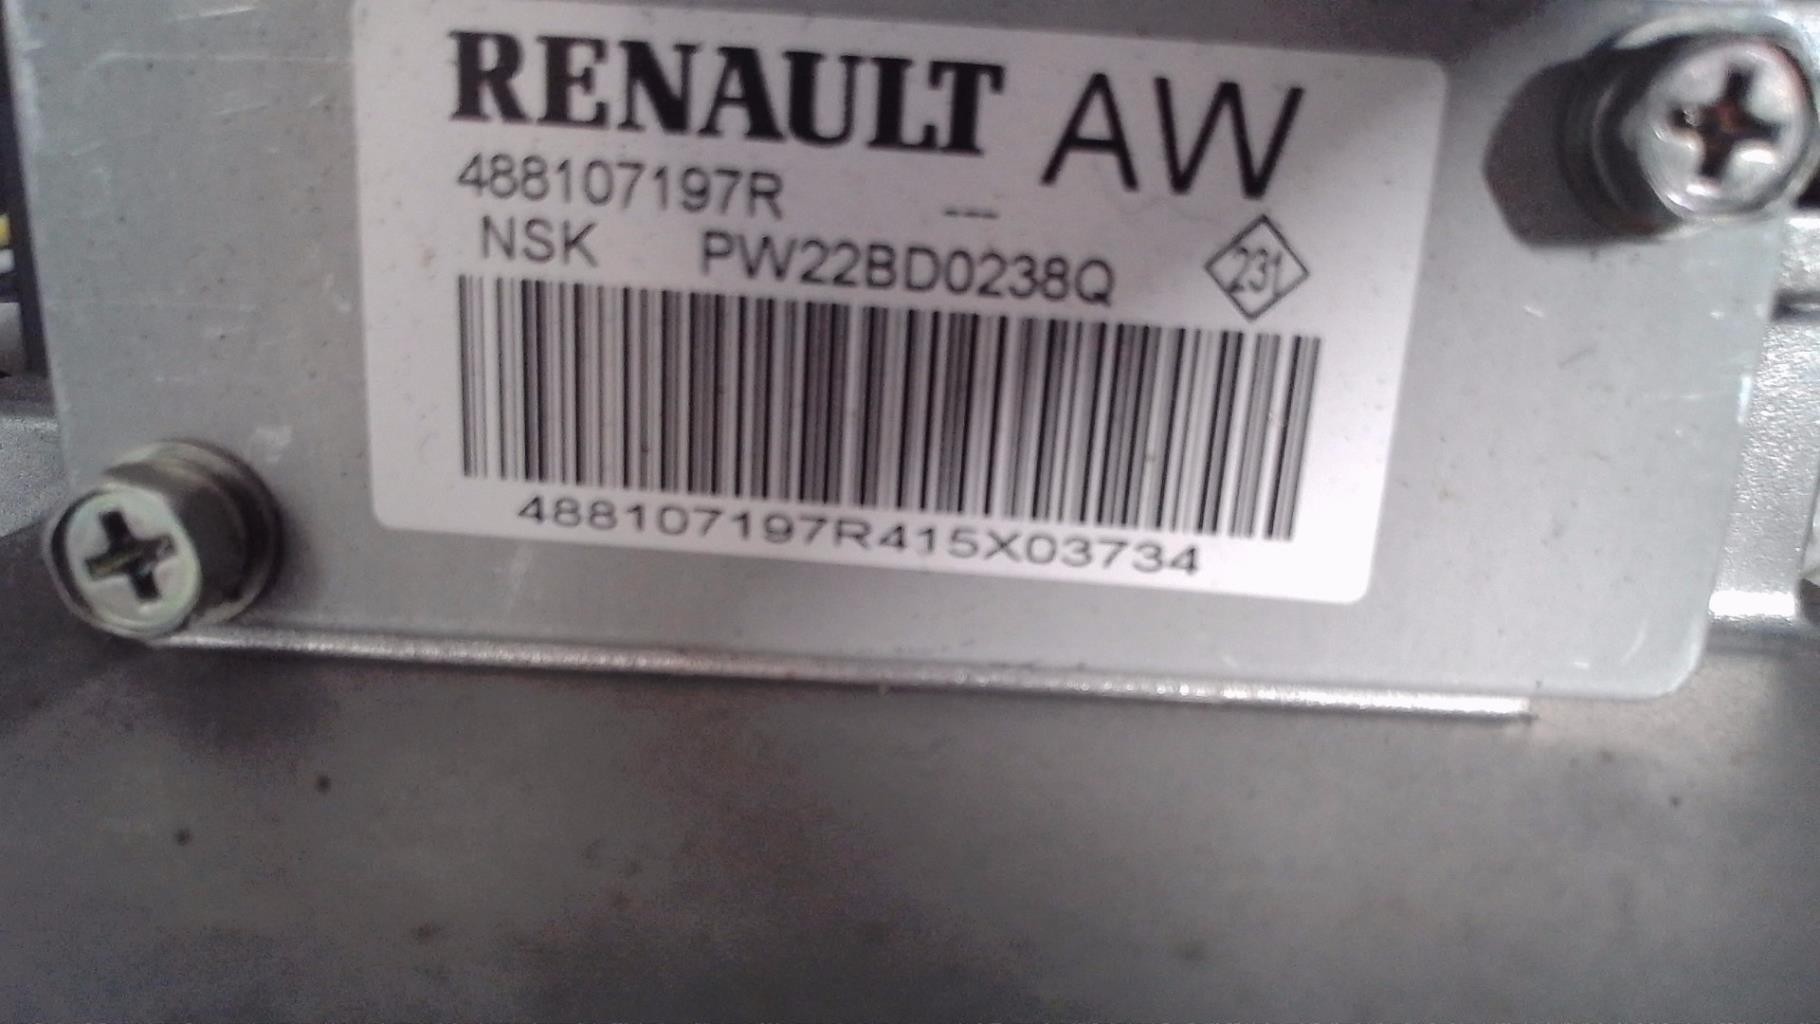 RENAULT AW
488107197R ---
NSK PW22BD0238Q 231
488107197R415X03734